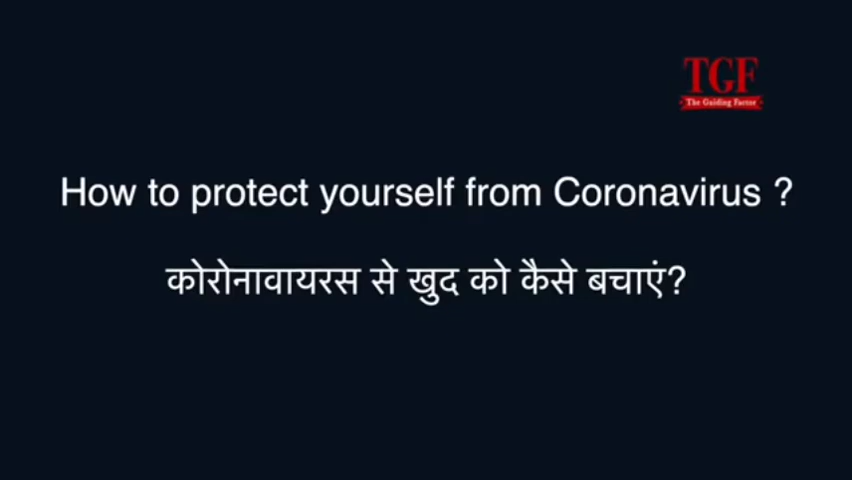 TGF
The Guiding Factor
How to protect yourself from Coronavirus ?
कोरोनावायरस से खुद को कैसे बचाएं?